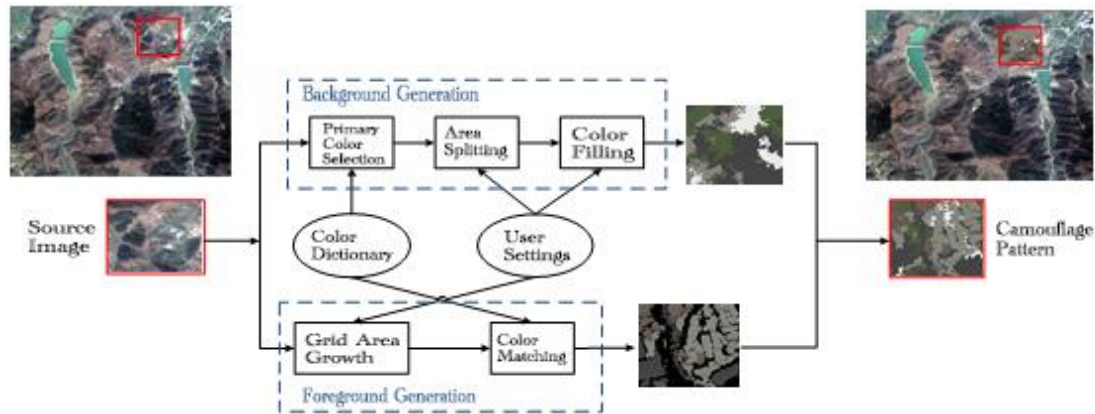 Background Generation
Primary
Color
Selection
Area
Splitting
Color
Filling
Source
Image
Color
Dictionary
User
Settings
Camouflage
Pattern
Grid Area
Growth
Color
Matching
Foreground Generation